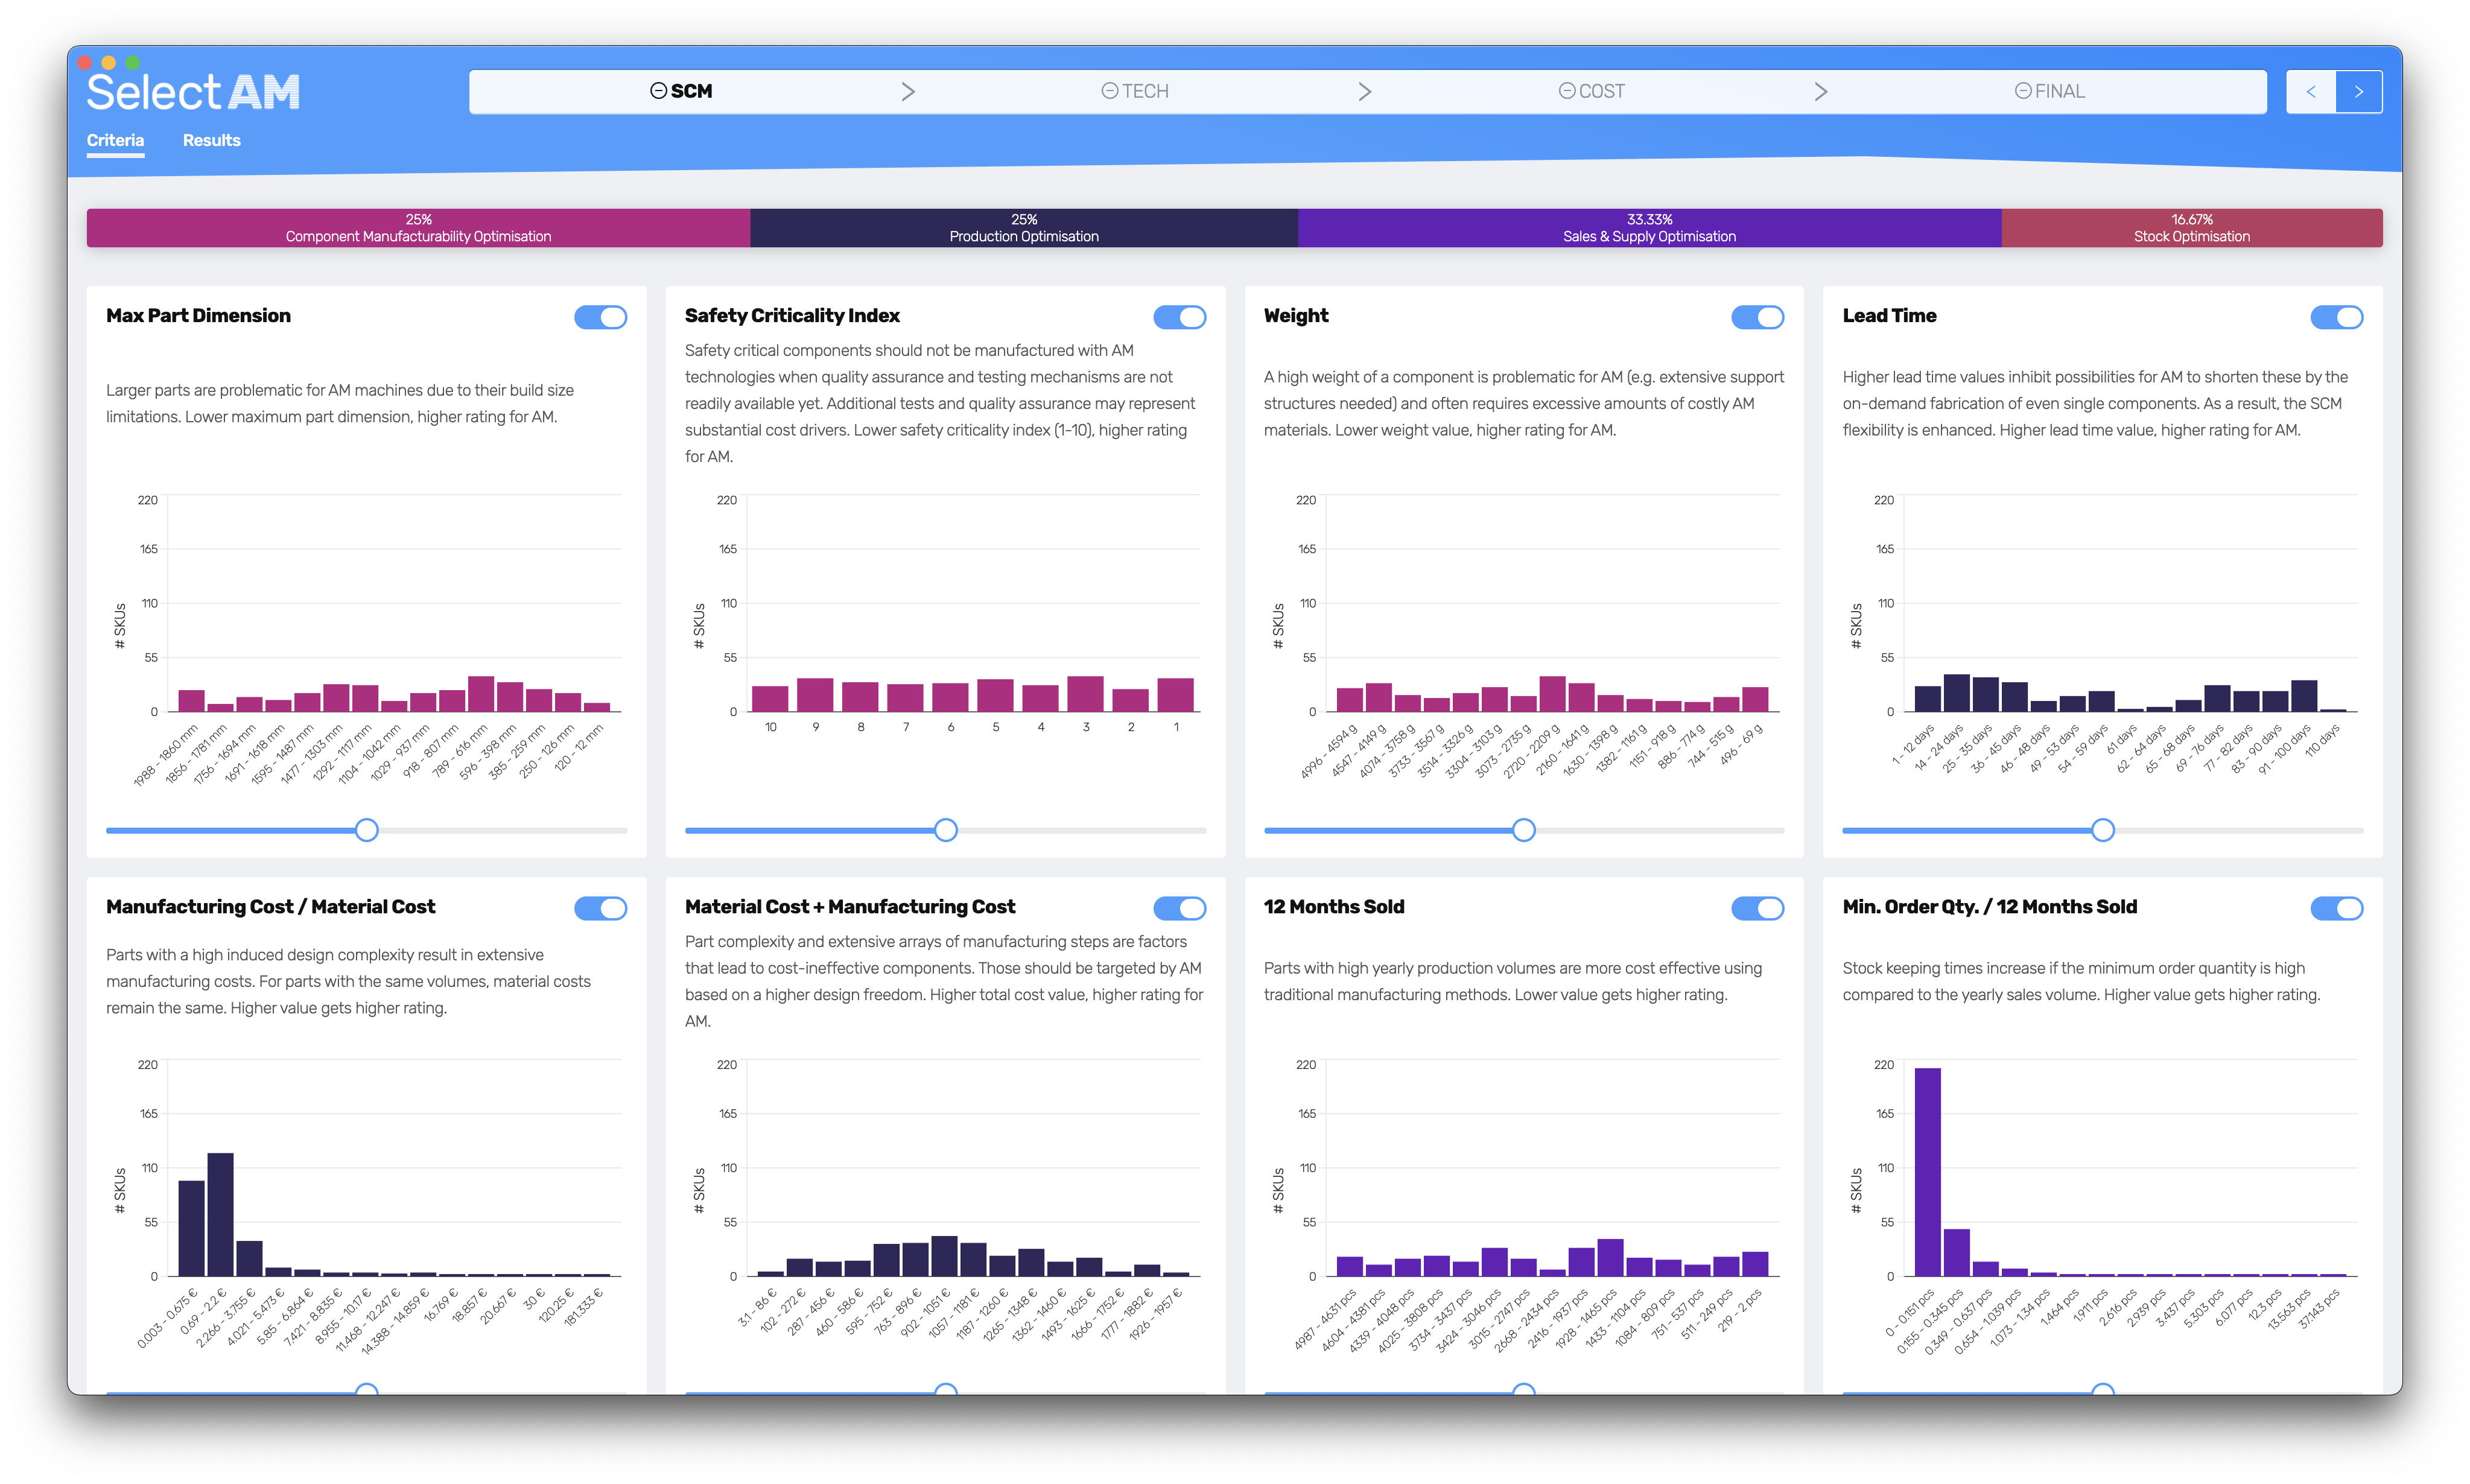 Select AM
SCM
TECH
COST
FINAL
Criteria
Results
25%
Component Manufacturability Optimisation
25%
Production Optimisation
33.33%
Sales & Supply Optimisation
16.67%
Stock Optimisation
Max Part Dimension
Larger parts are problematic for AM machines due to their build size
limitations. Lower maximum part dimension, higher rating for AM.
# SKUs
220
165
110
55
0
1988 - 1860 mm
1856 - 1781 mm
1756 - 1694 mm
1691 - 1618 mm
1595 - 1487 mm
1477 - 1303 mm
1292 - 1117 mm
1104 - 1042 mm
1029 - 937 mm
918 - 807 mm
789 - 616 mm
596 - 398 mm
385 - 259 mm
250 - 126 mm
120 - 12 mm
Safety Criticality Index
Safety critical components should not be manufactured with AM
technologies when quality assurance and testing mechanisms are not
readily available yet. Additional tests and quality assurance may represent
substantial cost drivers. Lower safety criticality index (1-10), higher rating
for AM.
# SKUs
220
165
110
55
0
10
9
8
7
6
5
4
3
2
1
Weight
A high weight of a component is problematic for AM (e.g. extensive support
structures needed) and often requires excessive amounts of costly AM
materials. Lower weight value, higher rating for AM.
# SKUs
220
165
110
55
0
4996 - 4594 g
4547 - 4149 g
4074 - 3758 g
3733 - 3567 g
3514 - 3326 g
3304 - 3103 g
3073 - 2735 g
2720 - 2209 g
2160 - 1641 g
1630 - 1398 g
1382 - 1161 g
1151 - 918 g
886 - 774 g
744 - 515 g
496 - 69 g
Lead Time
Higher lead time values inhibit possibilities for AM to shorten these by the
on-demand fabrication of even single components. As a result, the SCM
flexibility is enhanced. Higher lead time value, higher rating for AM.
# SKUs
220
165
110
55
0
1 - 12 days
14 - 24 days
25 - 35 days
36 - 45 days
46 - 48 days
49 - 53 days
54 - 59 days
61 days
62 - 64 days
65 - 68 days
69 - 76 days
77 - 82 days
83 - 90 days
91 - 100 days
110 days
Manufacturing Cost / Material Cost
Parts with a high induced design complexity result in extensive
manufacturing costs. For parts with the same volumes, material costs
remain the same. Higher value gets higher rating.
# SKUs
220
165
110
55
0
0.003 - 0.675 €
0.69 - 2.2 €
2.266 - 3.755 €
4.021 - 5.473 €
5.85 - 6.864 €
7.421 - 8.835 €
8.955 - 10.17 €
11.468 - 12.247 €
14.388 - 14.859 €
16.769 €
18.857 €
20.667 €
30 €
120.25 €
181.333 €
Material Cost + Manufacturing Cost
Part complexity and extensive arrays of manufacturing steps are factors
that lead to cost-ineffective components. Those should be targeted by AM
based on a higher design freedom. Higher total cost value, higher rating for
AM.
# SKUs
220
165
110
55
0
3.1 - 86 €
102 - 272 €
287 - 456 €
460 - 586 €
595 - 752 €
763 - 896 €
902 - 1051 €
1057 - 1181 €
1187 - 1260 €
1265 - 1348 €
1362 - 1460 €
1493 - 1625 €
1666 - 1752 €
1777 - 1882 €
1926 - 1957 €
12 Months Sold
Parts with high yearly production volumes are more cost effective using
traditional manufacturing methods. Lower value gets higher rating.
# SKUs
220
165
110
55
0
4987 - 4631 pcs
4604 - 4381 pcs
4339 - 4048 pcs
4025 - 3808 pcs
3734 - 3437 pcs
3424 - 3046 pcs
3015 - 2747 pcs
2668 - 2434 pcs
2416 - 1937 pcs
1928 - 1465 pcs
1433 - 1104 pcs
1084 - 809 pcs
751 - 537 pcs
511 - 249 pcs
219 - 2 pcs
Min. Order Qty. / 12 Months Sold
Stock keeping times increase if the minimum order quantity is high
compared to the yearly sales volume. Higher value gets higher rating.
# SKUs
220
165
110
55
0
0 - 0.151 pcs
0.155 - 0.345 pcs
0.349 - 0.637 pcs
0.654 - 1.039 pcs
1.073 - 1.34 pcs
1.464 pcs
1.911 pcs
2.616 pcs
2.939 pcs
3.437 pcs
5.303 pcs
6.077 pcs
12.3 pcs
13.563 pcs
37.143 pcs